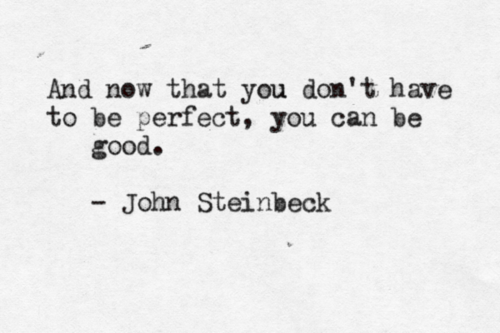 And now that you don't have
to be perfect, you can be
good.
- John Steinbeck